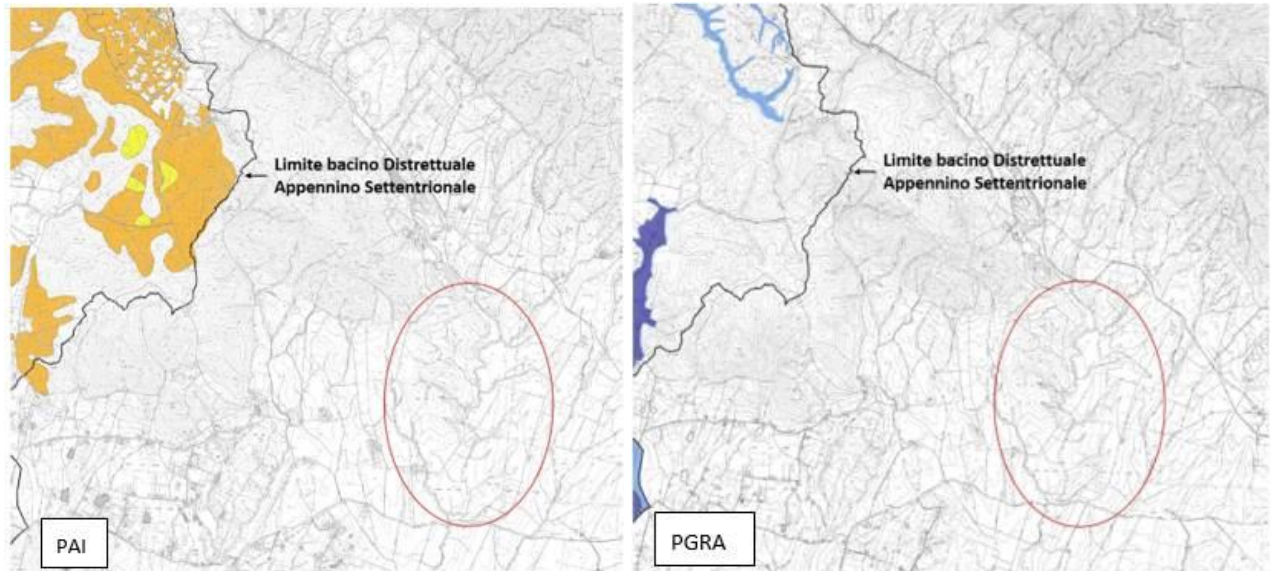 Limite bacino Distrettuale
Appennino Settentrionale
PAI
Limite bacino Distrettuale
Appennino Settentrionale
PGRA